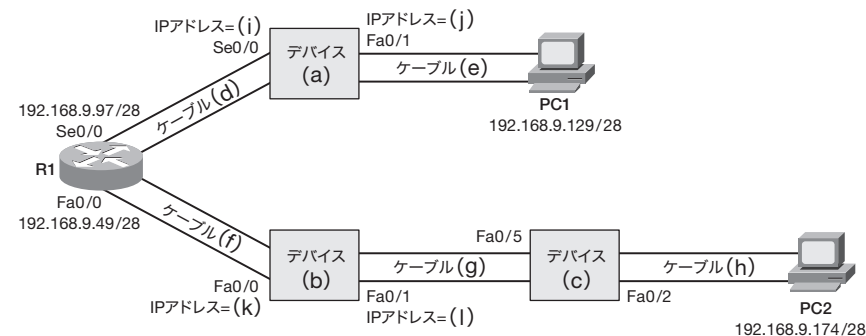 IPアドレス=(i)
Se0/0
デバイス
(a)
IPアドレス=(j)
Fa0/1
ケーブル(e)
PC1
192.168.9.129/28
ケーブル(d)
192.168.9.97/28
Se0/0
R1
Fa0/0
192.168.9.49/28
ケーブル(f)
Fa0/0
IPアドレス=(k)
デバイス
(b)
Fa0/5
ケーブル(g)
Fa0/1
IPアドレス=(l)
デバイス
(c)
ケーブル(h)
Fa0/2
PC2
192.168.9.174/28